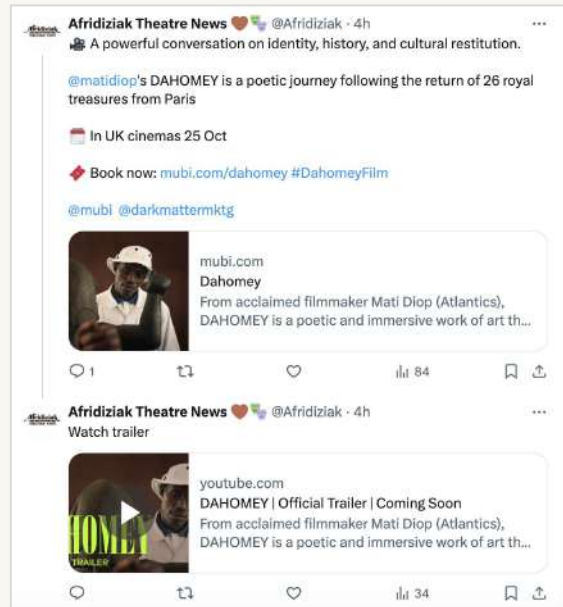 Afridiziak Theatre News 🤎🎭 @Afridiziak · 4h
🎥 A powerful conversation on identity, history, and cultural restitution.
@matidiop's DAHOMEY is a poetic journey following the return of 26 royal
treasures from Paris
🗓️ In UK cinemas 25 Oct
🎟️ Book now: mubi.com/dahomey #DahomeyFilm
@mubi @darkmattermktg
mubi.com
Dahomey
From acclaimed filmmaker Mati Diop (Atlantics),
DAHOMEY is a poetic and immersive work of art th...
1 84
Afridiziak Theatre News 🤎🎭 @Afridiziak · 4h
Watch trailer
HOMEY
TRAILER
youtube.com
DAHOMEY | Official Trailer | Coming Soon
From acclaimed filmmaker Mati Diop (Atlantics),
DAHOMEY is a poetic and immersive work of art th...
34